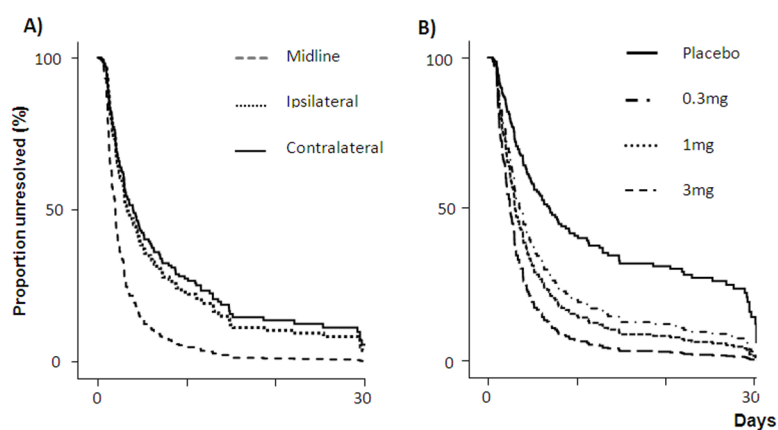 A)
Midline
Ipsilateral
Contralateral
Proportion unresolved (%)
100
50
0
0
30
B)
Placebo
0.3mg
1mg
3mg
100
50
0
0
30
Days